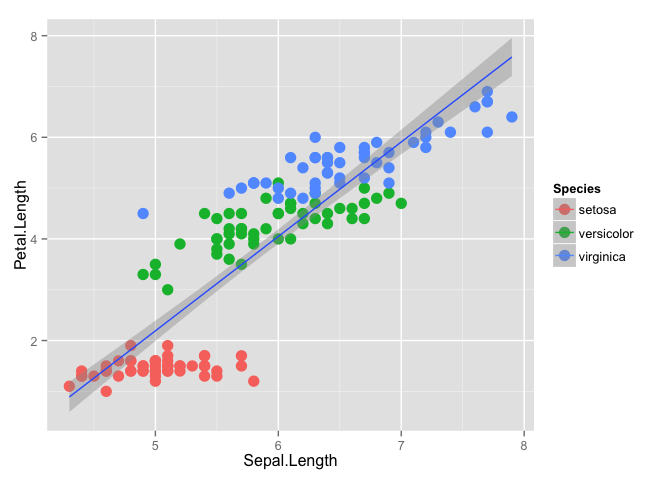 8
6
4
2
Petal.Length
5 6 7 8
Sepal.Length
Species
setosa
versicolor
virginica